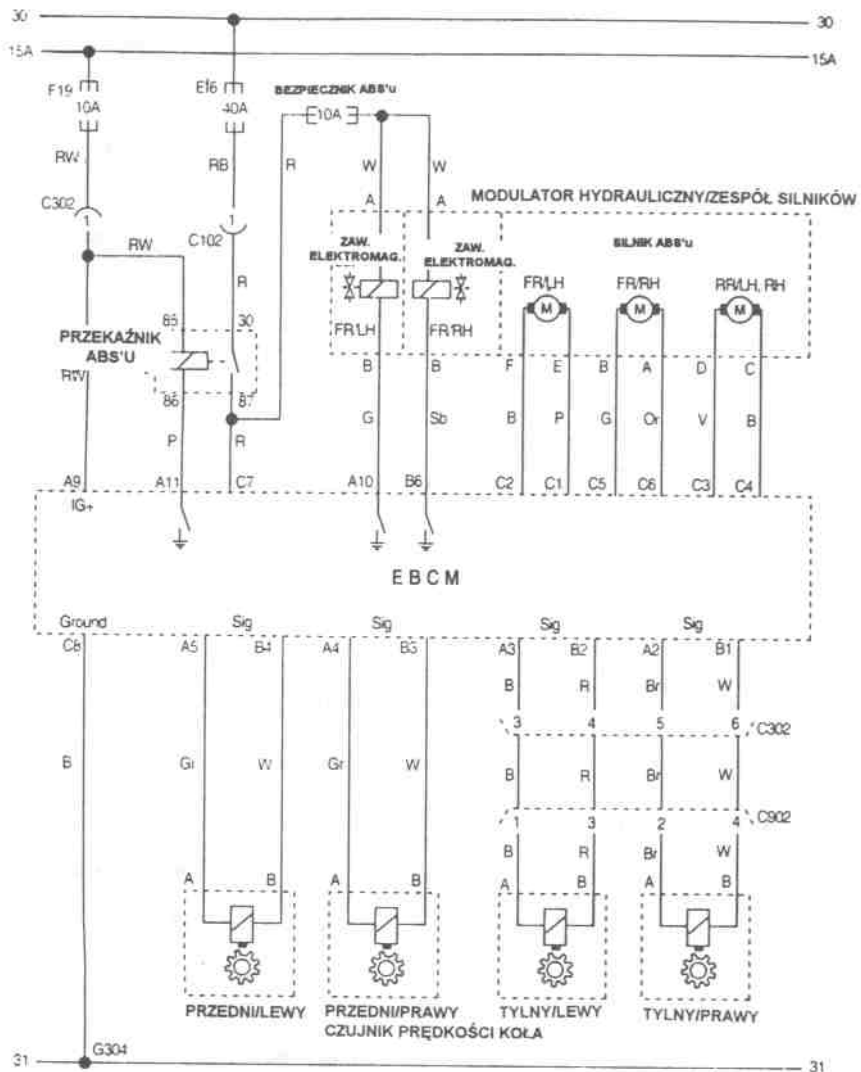 30 30
15A 15A
F19 Ef6 BEZPIECZNIK ABS'u
10A 40A 10A
RW RB R W W
C302 A A MODULATOR HYDRAULICZNY/ZESPÓŁ SILNIKÓW
1 1
RW C102 ZAW. ELEKTROMAG. ZAW. ELEKTROMAG. SILNIK ABS'u
R FR/LH FR/RH RR/LH, RH
85 30 M M M
PRZEKAŹNIK ABS'U FR/LH FR/RH
RW 86 87 B B F E B A D C
P R G Sb B P G Or V B
A9 A11 C7 A10 B6 C2 C1 C5 C6 C3 C4
IG+
EBCM
Ground Sig Sig Sig Sig
C8 A5 B4 A4 B3 A3 B2 A2 B1
B R Br W
3 4 5 6 C302
B Gr W Gr W B R Br W
1 3 2 4 C902
B R Br W
A B A B A B A B
PRZEDNI/LEWY PRZEDNI/PRAWY TYLNY/LEWY TYLNY/PRAWY
CZUJNIK PRĘDKOŚCI KOŁA
G304
31 31